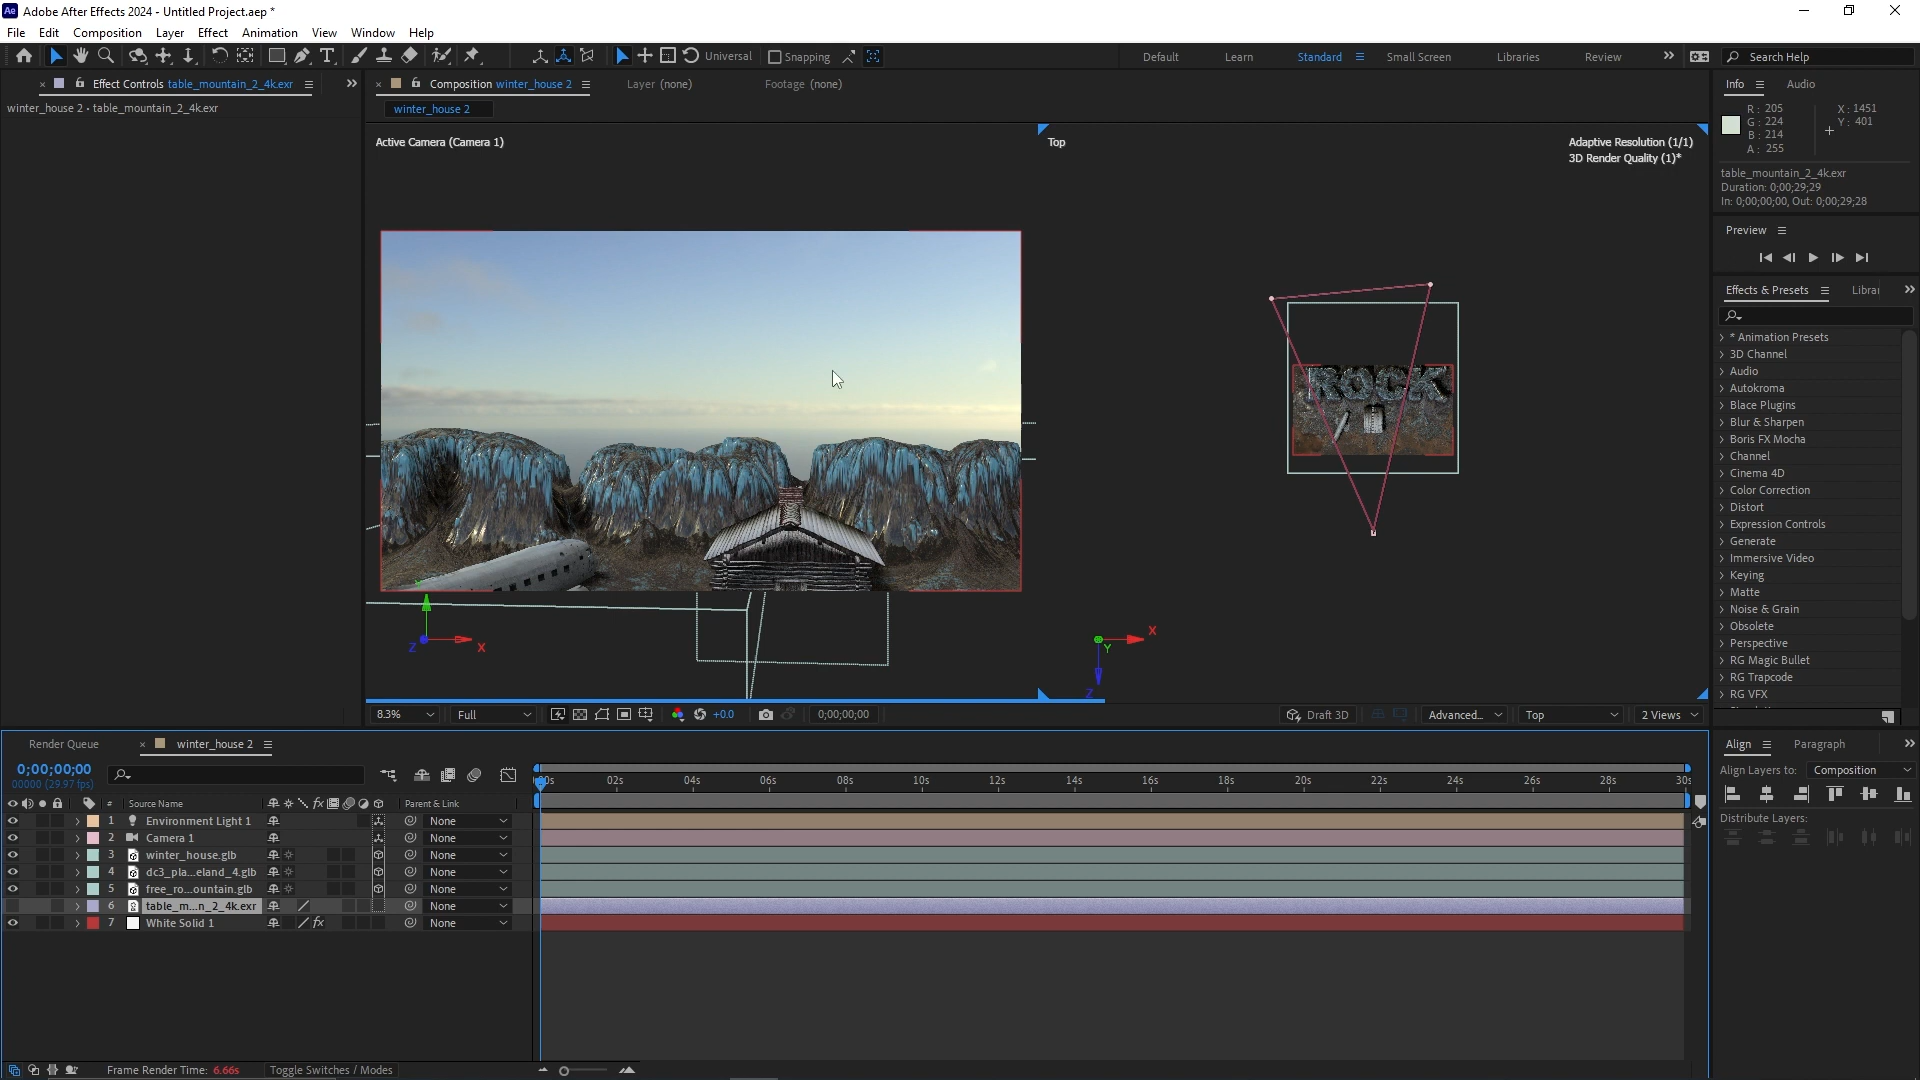 Adobe After Effects 2024 - Untitled Project.aep *
File Edit Composition Layer Effect Animation View Window Help
Universal Snapping Default Learn Standard Small Screen Libraries Review Search Help
Effect Controls table_mountain_2_4k.exr
winter_house 2 • table_mountain_2_4k.exr
Composition winter_house 2
Layer (none)
Footage (none)
winter_house 2
Active Camera (Camera 1)
Top
Adaptive Resolution (1/1)
3D Render Quality (1)*
ROCK
Y
Z
X
X
Y
Z
8.3% Full +0.0 0;00;00;00 Draft 3D Advanced... Top 2 Views
Info Audio
R: 205
G: 224
B: 214
A: 255
X: 1451
Y: 401
table_mountain_2_4k.exr
Duration: 0;00;29;29
In: 0;00;00;00, Out: 0;00;29;28
Preview
Effects & Presets Librar
* Animation Presets
3D Channel
Audio
Autokroma
Blace Plugins
Blur & Sharpen
Boris FX Mocha
Channel
Cinema 4D
Color Correction
Distort
Expression Controls
Generate
Immersive Video
Keying
Matte
Noise & Grain
Obsolete
Perspective
RG Magic Bullet
RG Trapcode
RG VFX
Render Queue
winter_house 2
0;00;00;00
00000 (29.97 fps)
# Source Name fx Parent & Link
1 Environment Light 1 None
2 Camera 1 None
3 winter_house.glb None
4 dc3_pla...eland_4.glb None
5 free_ro...ountain.glb None
6 table_m...n_2_4k.exr None
7 White Solid 1 fx None
00s 02s 04s 06s 08s 10s 12s 14s 16s 18s 20s 22s 24s 26s 28s 30s
Frame Render Time: 6.66s Toggle Switches / Modes
Align Paragraph
Align Layers to: Composition
Distribute Layers: